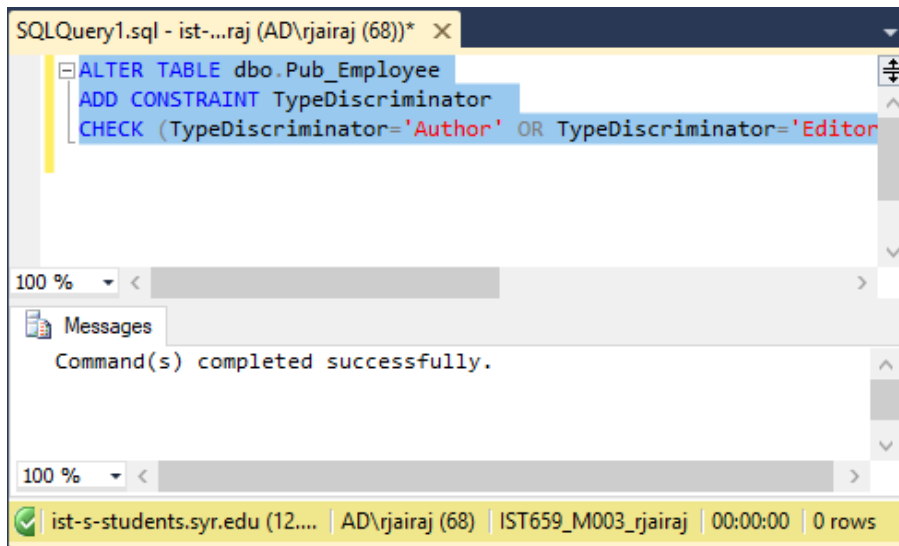 SQLQuery1.sql - ist-...raj (AD\rjairaj (68))*
ALTER TABLE dbo.Pub_Employee
ADD CONSTRAINT TypeDiscriminator
CHECK (TypeDiscriminator='Author' OR TypeDiscriminator='Editor
100 %
Messages
Command(s) completed successfully.
100 %
ist-s-students.syr.edu (12.... AD\rjairaj (68) IST659_M003_rjairaj 00:00:00 0 rows